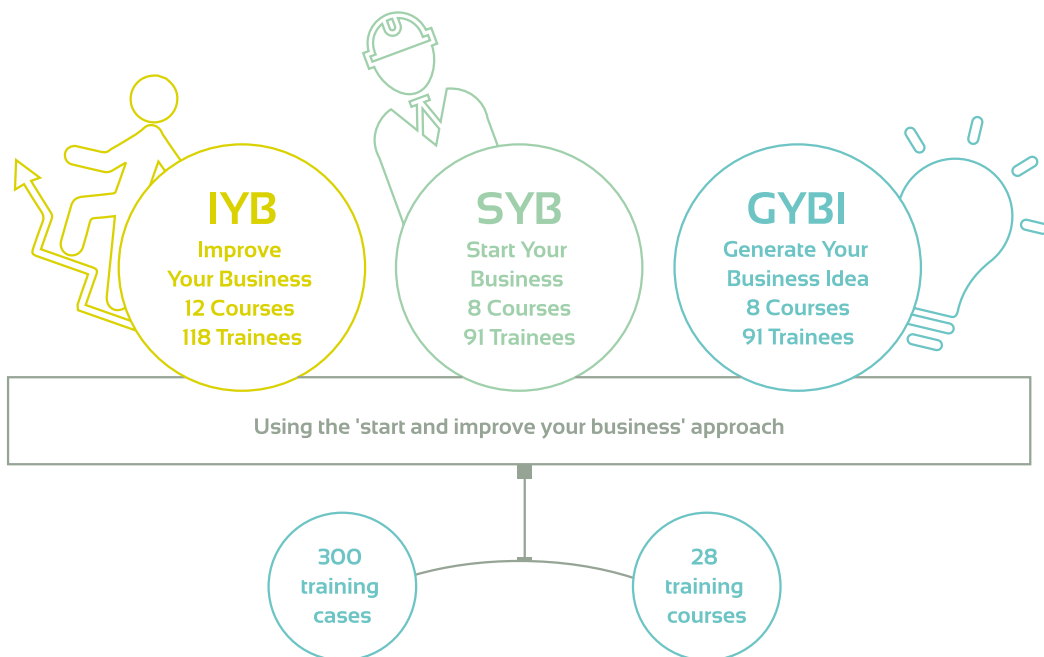 IYB
Improve
Your Business
12 Courses
118 Trainees
SYB
Start Your
Business
8 Courses
91 Trainees
GYBI
Generate Your
Business Idea
8 Courses
91 Trainees
Using the 'start and improve your business' approach
300
training
cases
28
training
courses